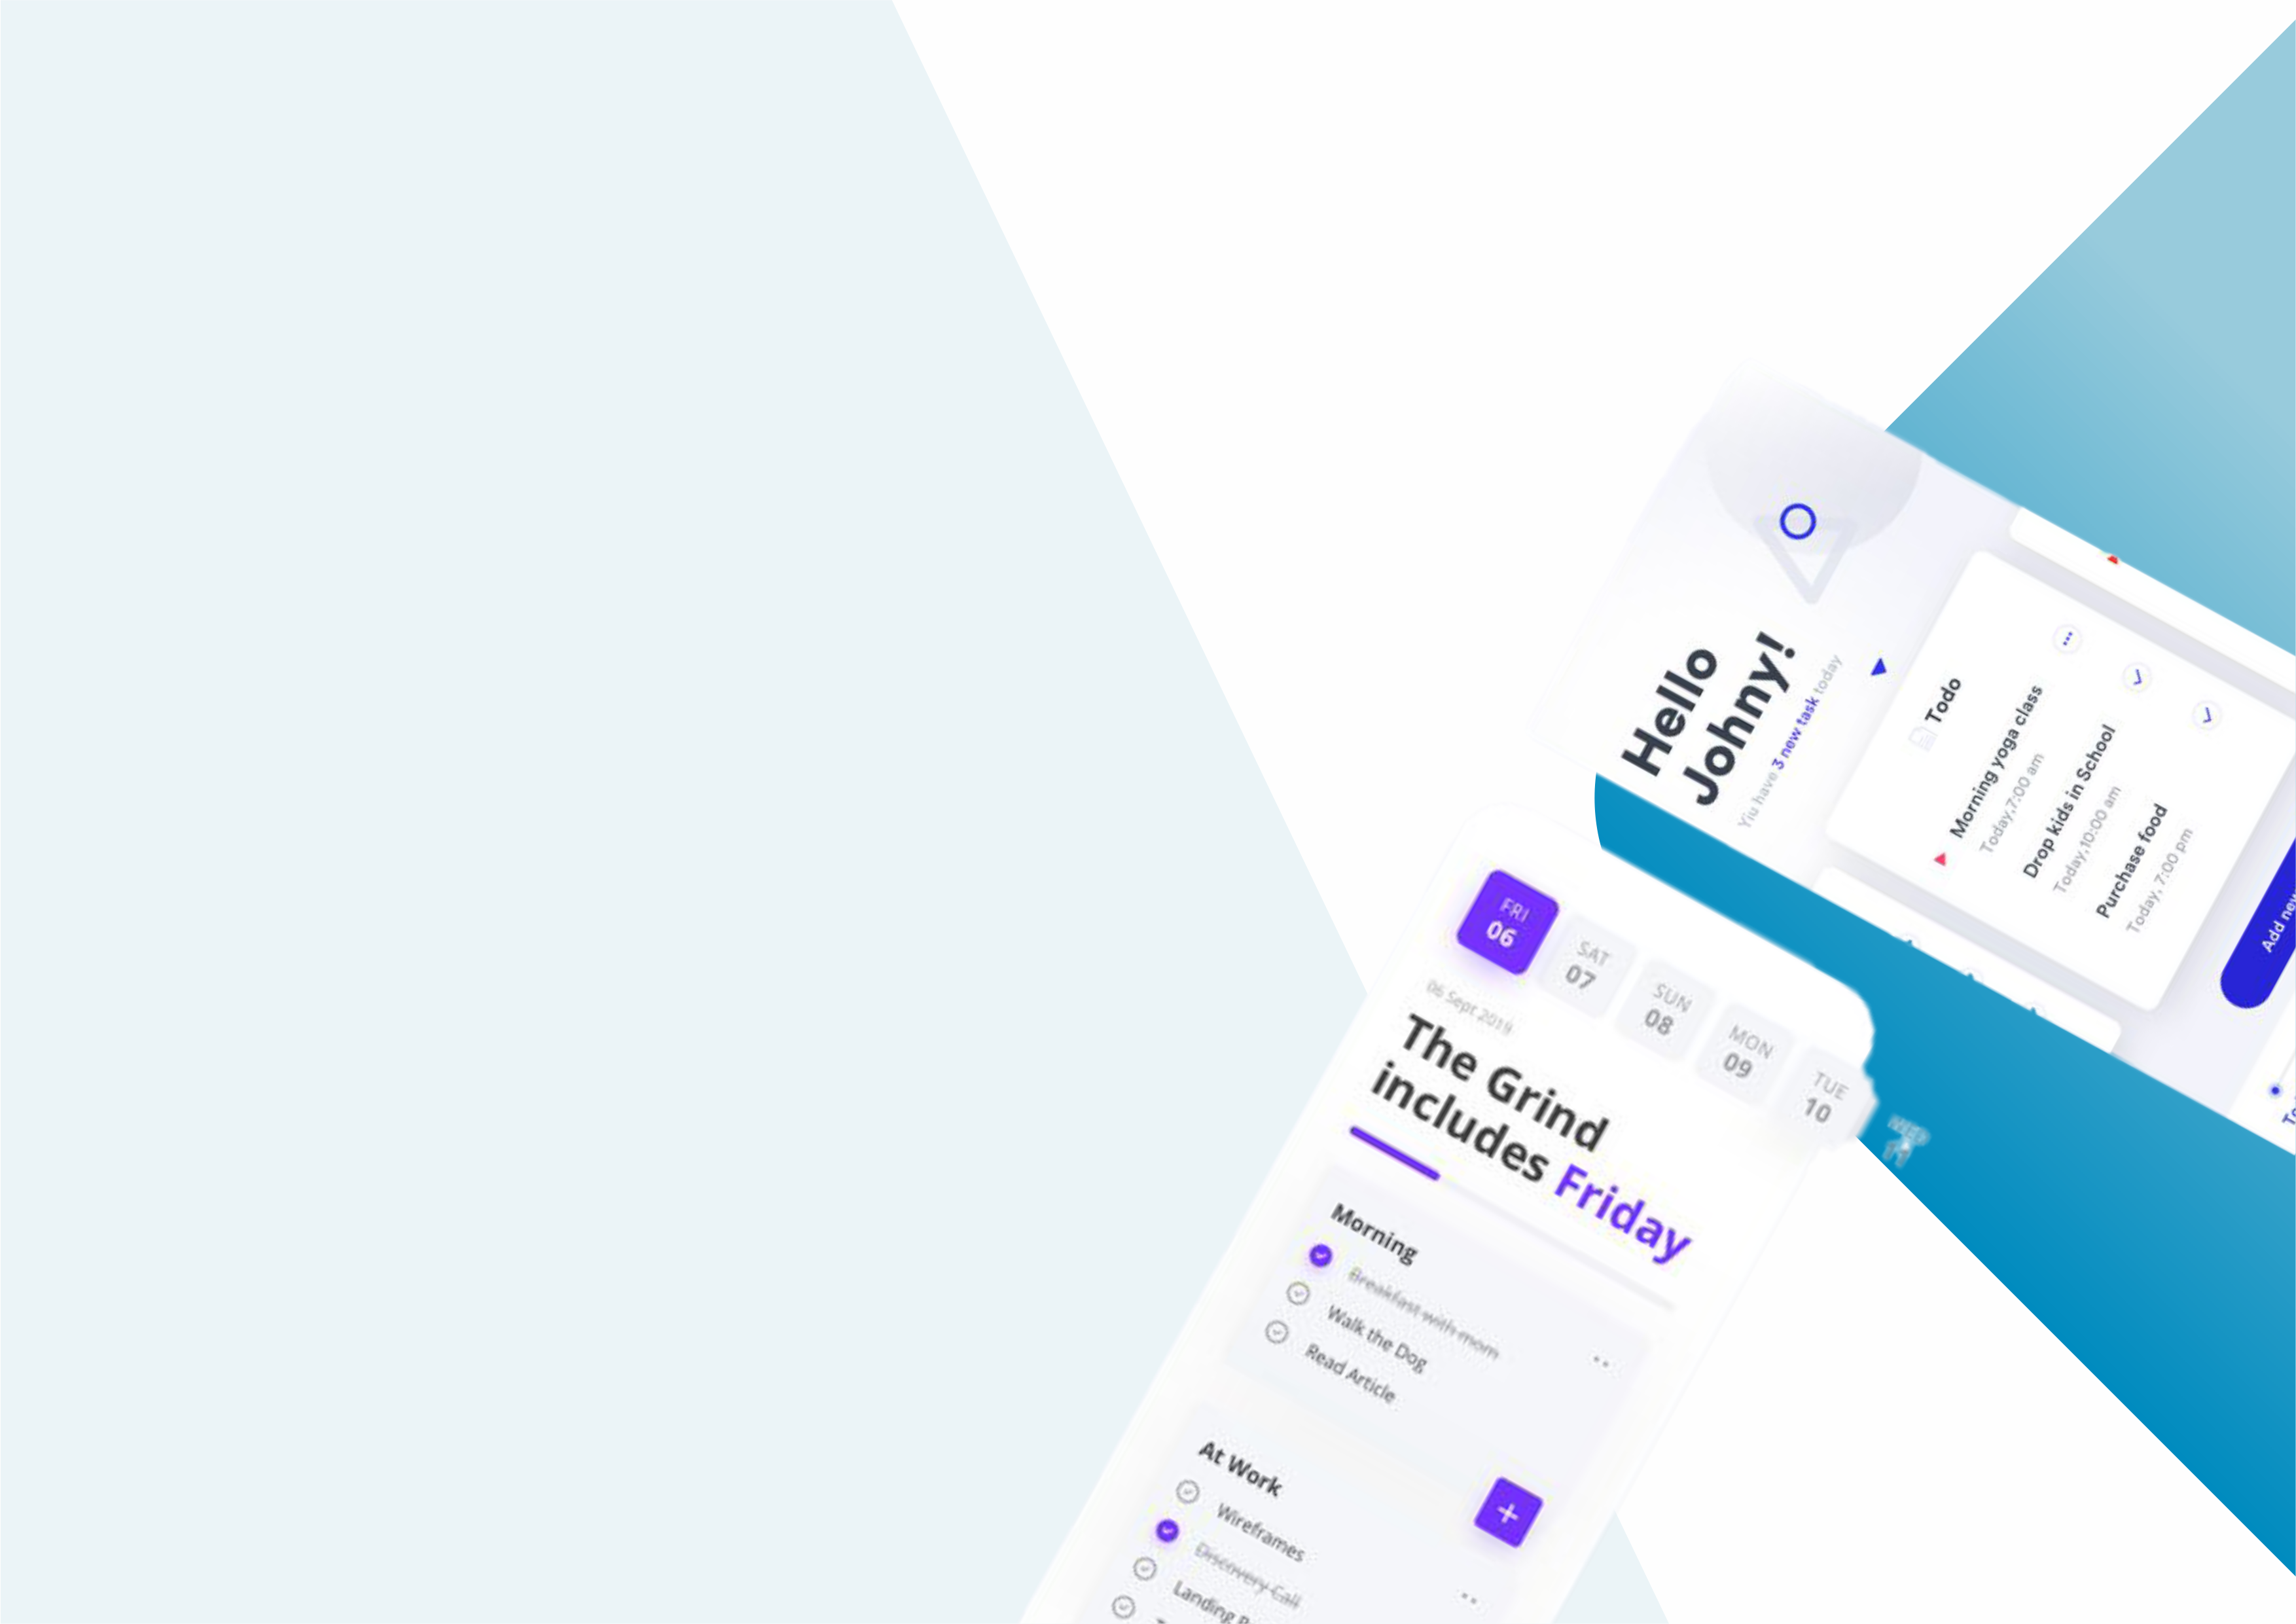 Hello
Johny!
Yiu have 3 new task today
Todo
Morning yoga class
Today,7:00 am
Drop kids in School
Today,10:00 am
Purchase food
Today, 7:00 pm
Add new
FRI
06
SAT
07
SUN
08
MON
09
TUE
10
WED
11
06 Sept 2019
The Grind
includes Friday
Morning
Breakfast with mom
Walk the Dog
Read Article
At Work
Wireframes
Discovery Call
Landing